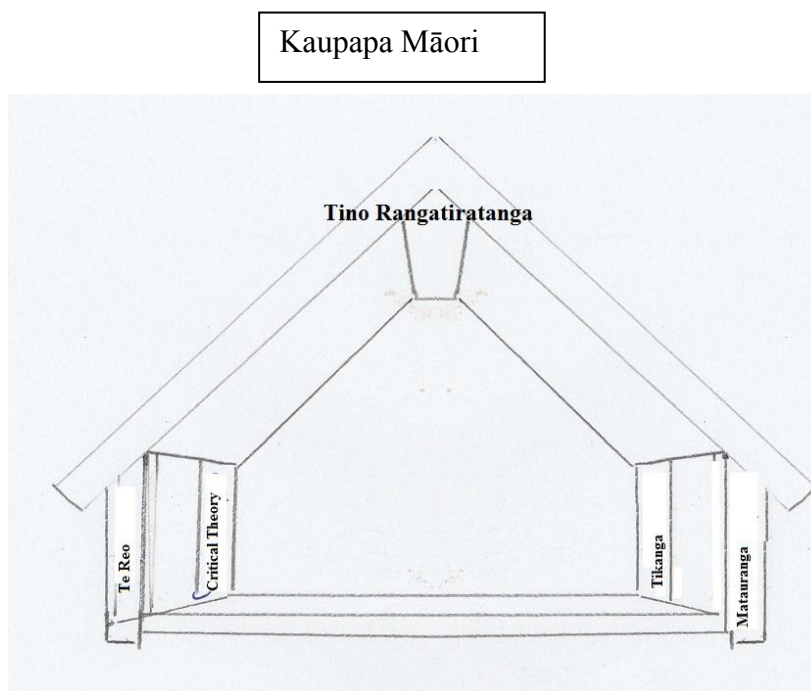 Kaupapa Māori
Tino Rangatiratanga
Te Reo
Critical Theory
Tikanga
Matauranga